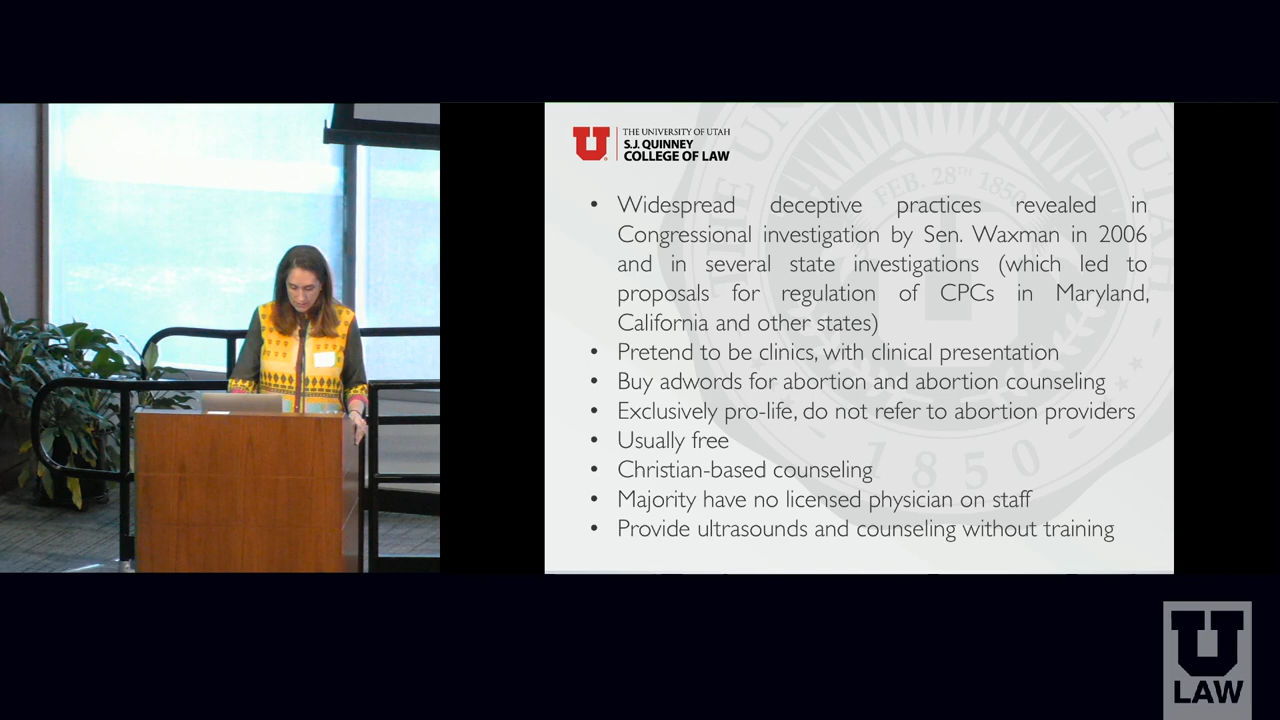 THE UNIVERSITY OF UTAH
S.J. QUINNEY
COLLEGE OF LAW
FEB. 28TH 1850
• Widespread deceptive practices revealed in
Congressional investigation by Sen. Waxman in 2006
and in several state investigations (which led to
proposals for regulation of CPCs in Maryland,
California and other states)
• Pretend to be clinics, with clinical presentation
• Buy adwords for abortion and abortion counseling
• Exclusively pro-life, do not refer to abortion providers
• Usually free
• Christian-based counseling
• Majority have no licensed physician on staff
• Provide ultrasounds and counseling without training
1850
U
LAW